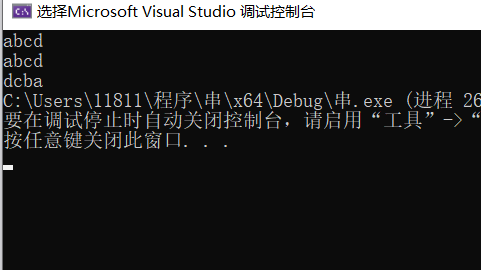 选择Microsoft Visual Studio 调试控制台
abcd
abcd
dcba
C:\Users\11811\程序\串\x64\Debug\串.exe (进程 26
要在调试停止时自动关闭控制台，请启用“工具”->“
按任意键关闭此窗口. . .